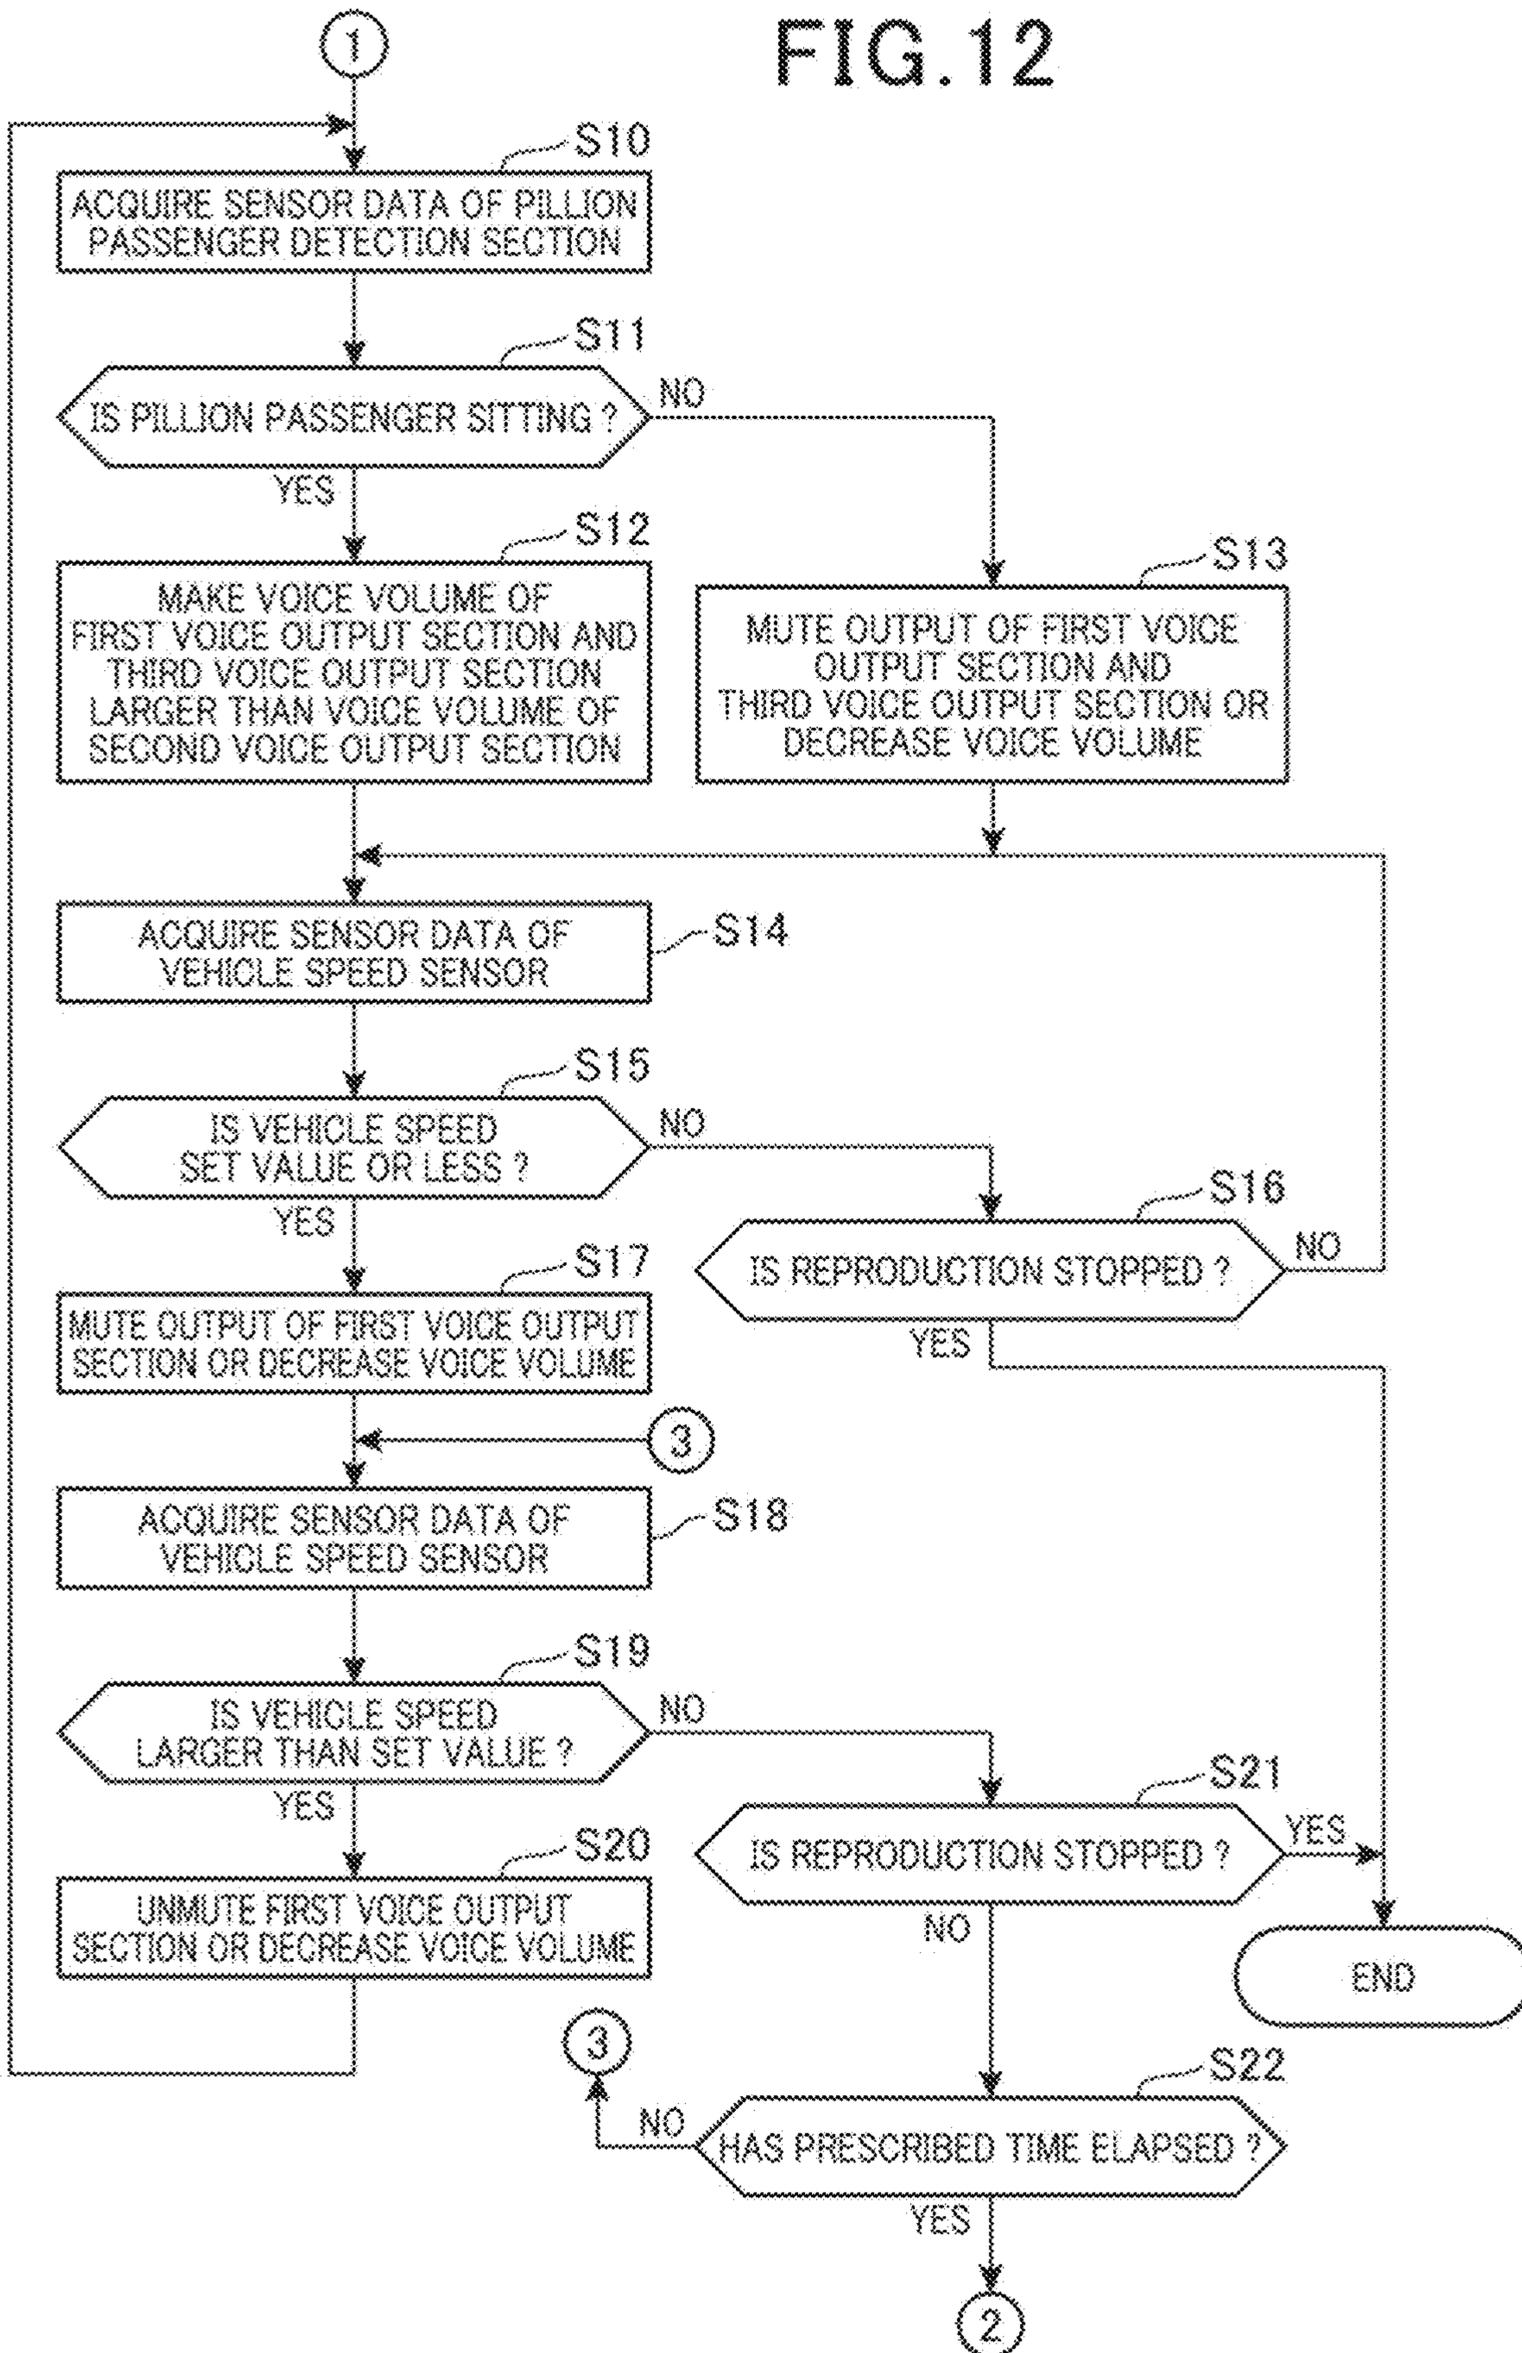 FIG.12
1
S10
ACQUIRE SENSOR DATA OF PILLION
PASSENGER DETECTION SECTION
S11
IS PILLION PASSENGER SITTING ?
NO
YES
S12
MAKE VOICE VOLUME OF
FIRST VOICE OUTPUT SECTION AND
THIRD VOICE OUTPUT SECTION
LARGER THAN VOICE VOLUME OF
SECOND VOICE OUTPUT SECTION
S13
MUTE OUTPUT OF FIRST VOICE
OUTPUT SECTION AND
THIRD VOICE OUTPUT SECTION OR
DECREASE VOICE VOLUME
ACQUIRE SENSOR DATA OF
VEHICLE SPEED SENSOR
S14
S15
IS VEHICLE SPEED
SET VALUE OR LESS ?
NO
YES
S16
IS REPRODUCTION STOPPED ?
NO
YES
S17
MUTE OUTPUT OF FIRST VOICE OUTPUT
SECTION OR DECREASE VOICE VOLUME
3
ACQUIRE SENSOR DATA OF
VEHICLE SPEED SENSOR
S18
S19
IS VEHICLE SPEED
LARGER THAN SET VALUE ?
NO
YES
S21
IS REPRODUCTION STOPPED ?
YES
NO
S20
UNMUTE FIRST VOICE OUTPUT
SECTION OR DECREASE VOICE VOLUME
END
3
S22
NO
HAS PRESCRIBED TIME ELAPSED ?
YES
2